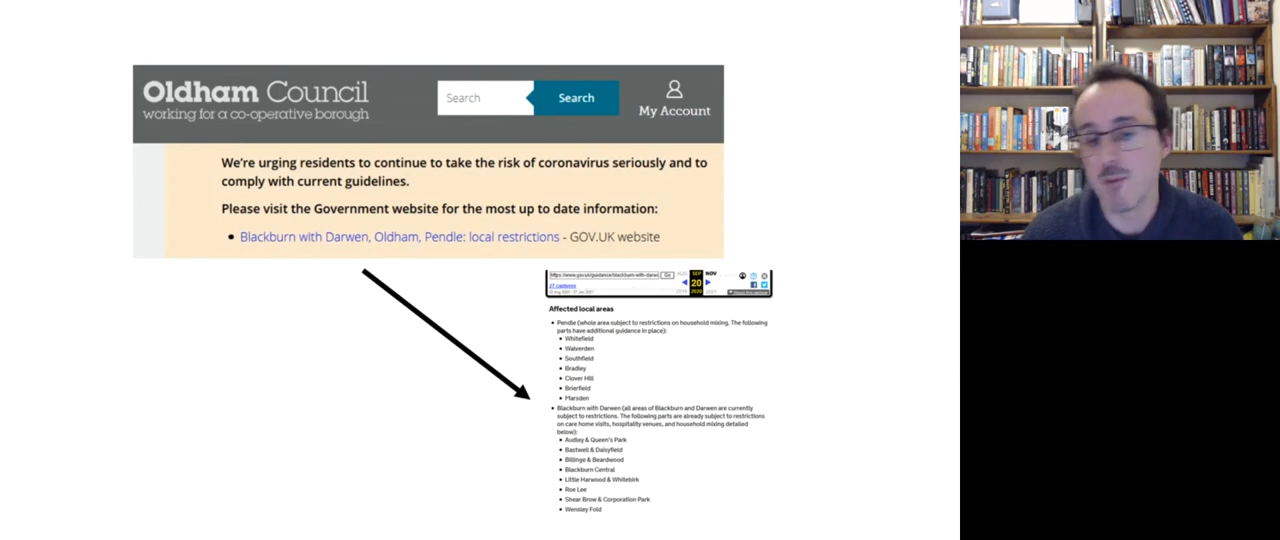 Oldham Council
working for a co-operative borough
Search
Search
My Account
We're urging residents to continue to take the risk of coronavirus seriously and to
comply with current guidelines.
Please visit the Government website for the most up to date information:
• Blackburn with Darwen, Oldham, Pendle: local restrictions - GOV.UK website
Go
AUG
SEP
NOV
20
2020
27 captures
Affected local areas
• Pendle (whole area subject to restrictions on household mixing. The following
parts have additional guidance in place):
• Whitefield
• Walverden
• Southfield
• Bradley
• Clover Hill
• Brierfield
• Marsden
• Blackburn with Darwen (all areas of Blackburn and Darwen are currently
subject to restrictions. The following parts are already subject to restrictions
on care home visits, hospitality venues, and household mixing detailed
below):
• Audley & Queen's Park
• Bastwell & Daisyfield
• Billinge & Beardwood
• Blackburn Central
• Little Harwood & Whitebirk
• Roe Lee
• Shear Brow & Corporation Park
• Wensley Fold